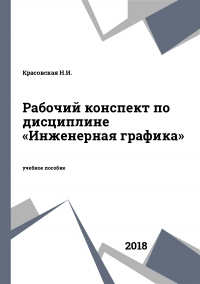 Красовская Н.И.
Рабочий конспект по
дисциплине
«Инженерная графика»
учебное пособие
2018